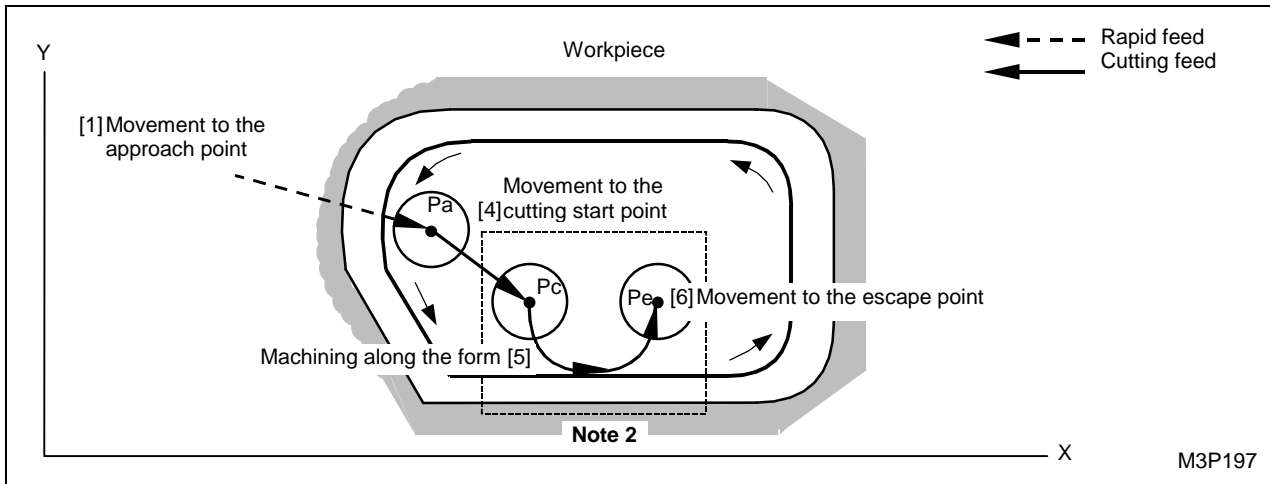 Workpiece
Rapid feed
Cutting feed
Y
[1]Movement to the
approach point
Movement to the
[4]cutting start point
Pa
Pc
Pe
[6]Movement to the escape point
Machining along the form [5]
Note 2
X
M3P197